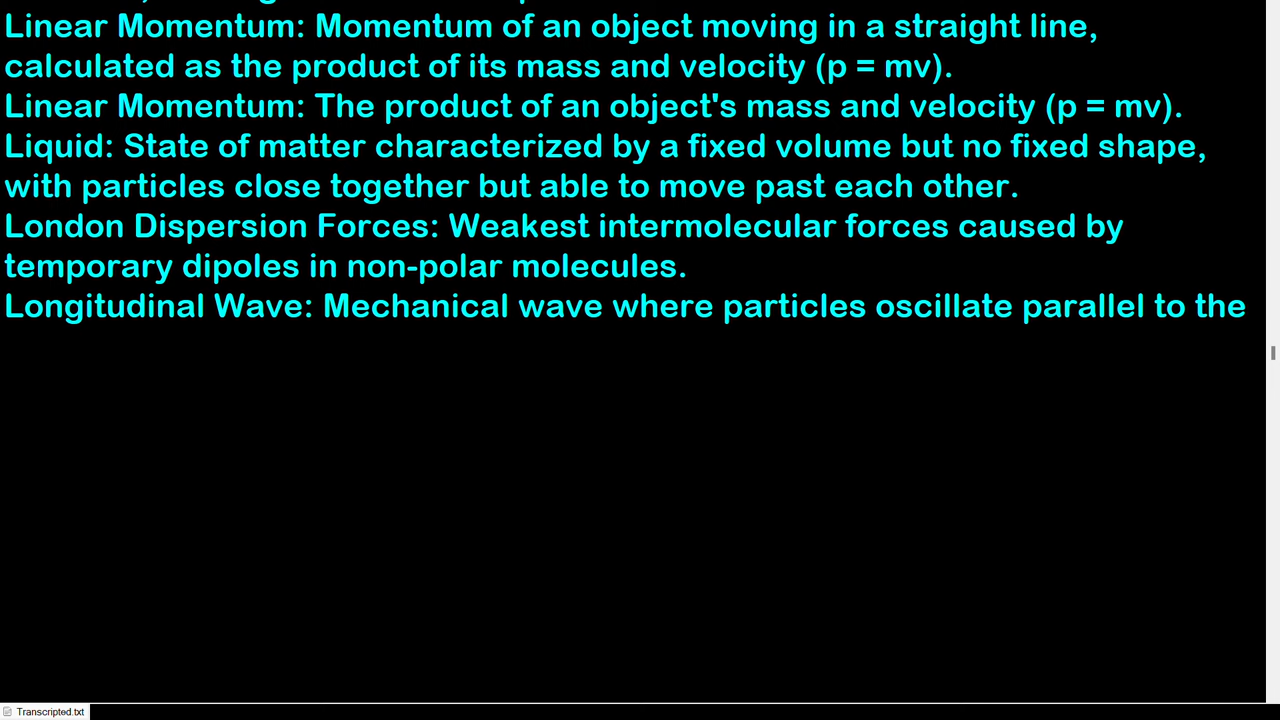 Linear Momentum: Momentum of an object moving in a straight line,
calculated as the product of its mass and velocity (p = mv).
Linear Momentum: The product of an object's mass and velocity (p = mv).
Liquid: State of matter characterized by a fixed volume but no fixed shape,
with particles close together but able to move past each other.
London Dispersion Forces: Weakest intermolecular forces caused by
temporary dipoles in non-polar molecules.
Longitudinal Wave: Mechanical wave where particles oscillate parallel to the
Transcripted.txt